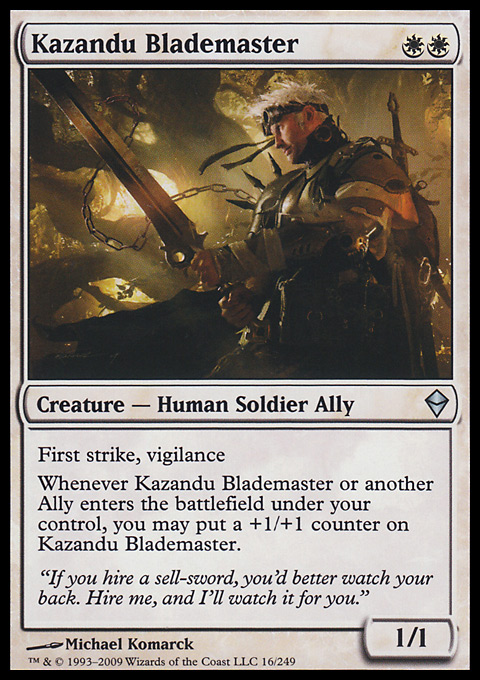 Kazandu Blademaster
Creature — Human Soldier Ally
First strike, vigilance
Whenever Kazandu Blademaster or another
Ally enters the battlefield under your
control, you may put a +1/+1 counter on
Kazandu Blademaster.
“If you hire a sell-sword, you’d better watch your
back. Hire me, and I’ll watch it for you.”
1/1
Michael Komarck
™ & © 1993–2009 Wizards of the Coast LLC 16/249